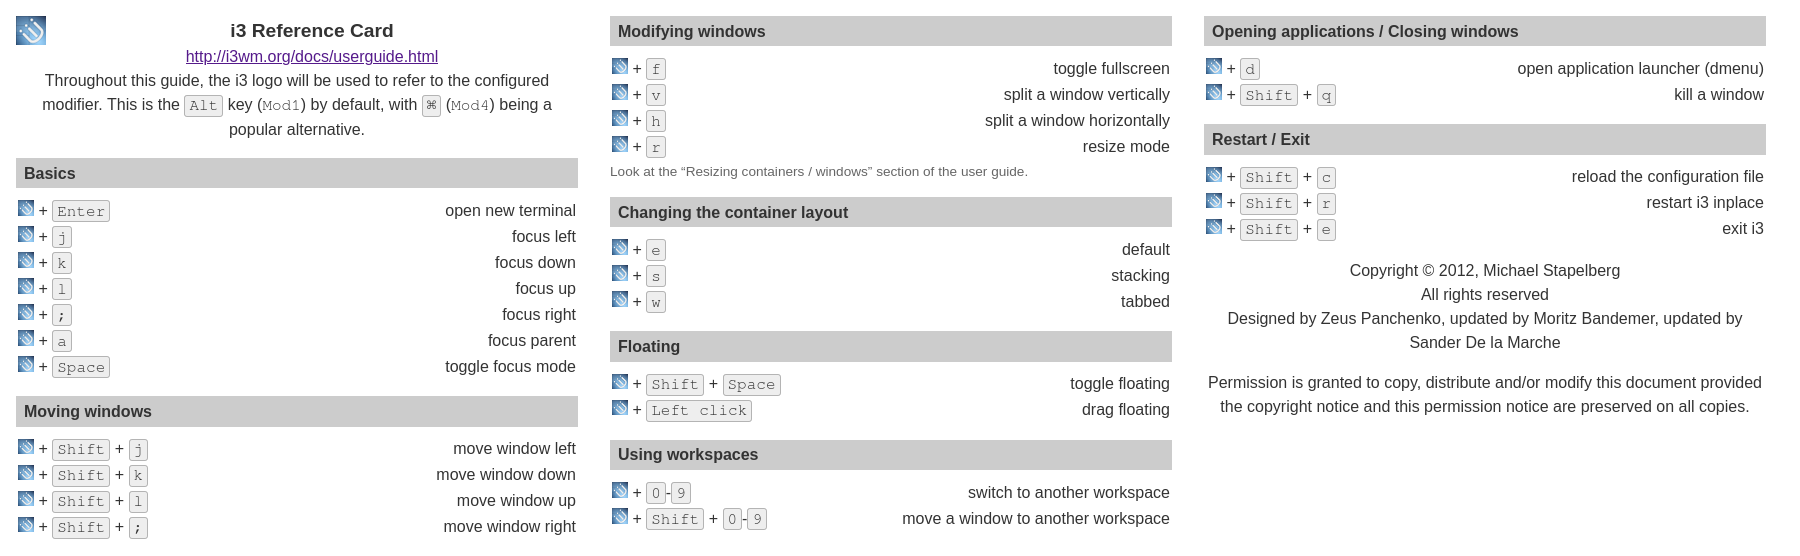 i3 Reference Card
http://i3wm.org/docs/userguide.html
Throughout this guide, the i3 logo will be used to refer to the configured
modifier. This is the Alt key (Mod1) by default, with ⌘ (Mod4) being a
popular alternative.
Basics
+ Enter open new terminal
+ j focus left
+ k focus down
+ l focus up
+ ; focus right
+ a focus parent
+ Space toggle focus mode
Moving windows
+ Shift + j move window left
+ Shift + k move window down
+ Shift + l move window up
+ Shift + ; move window right
Modifying windows
+ f toggle fullscreen
+ v split a window vertically
+ h split a window horizontally
+ r resize mode
Look at the “Resizing containers / windows” section of the user guide.
Changing the container layout
+ e default
+ s stacking
+ w tabbed
Floating
+ Shift + Space toggle floating
+ Left click drag floating
Using workspaces
+ 0-9 switch to another workspace
+ Shift + 0-9 move a window to another workspace
Opening applications / Closing windows
+ d open application launcher (dmenu)
+ Shift + q kill a window
Restart / Exit
+ Shift + c reload the configuration file
+ Shift + r restart i3 inplace
+ Shift + e exit i3
Copyright © 2012, Michael Stapelberg
All rights reserved
Designed by Zeus Panchenko, updated by Moritz Bandemer, updated by
Sander De la Marche
Permission is granted to copy, distribute and/or modify this document provided
the copyright notice and this permission notice are preserved on all copies.